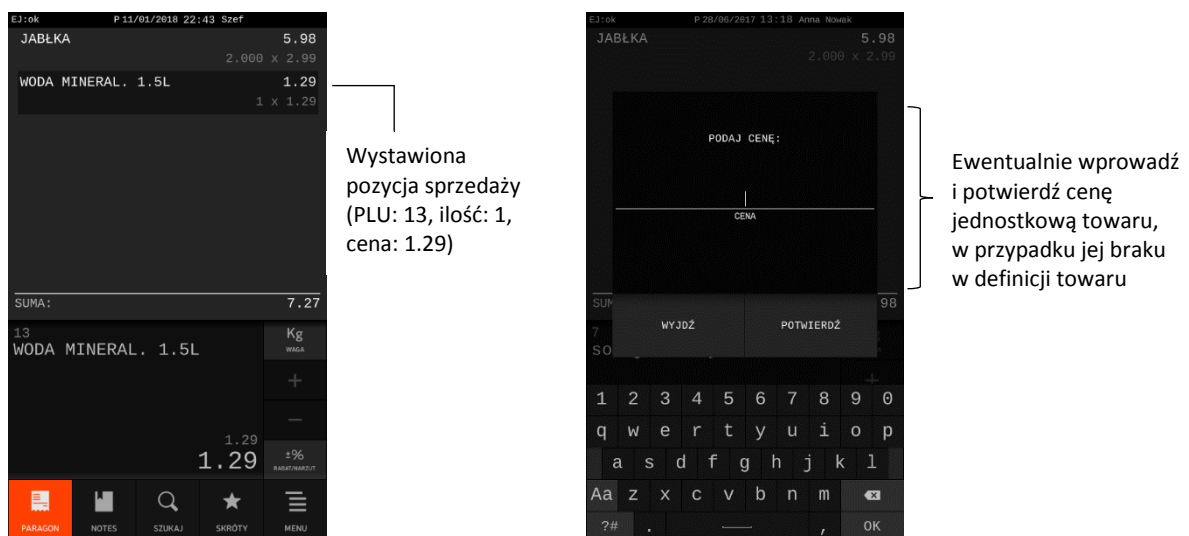 EJ:ok P 11/01/2018 22:43 Szef
JABŁKA 5.98
2.000 x 2.99
WODA MINERAL. 1.5L 1.29
1 x 1.29
SUMA: 7.27
13
WODA MINERAL. 1.5L
Kg
WAGA
+
−
1.29
1.29
±%
RABAT/NARZUT
PARAGON NOTES SZUKAJ SKRÓTY MENU
Wystawiona
pozycja sprzedaży
(PLU: 13, ilość: 1,
cena: 1.29)
EJ:ok P 28/06/2017 13:18 Anna Nowak
JABŁKA 5.98
2.000 x 2.99
PODAJ CENĘ:
CENA
SUM 98
WYJDŹ POTWIERDŹ
7
so
+
1 2 3 4 5 6 7 8 9 0
q w e r t y u i o p
a s d f g h j k l
Aa z x c v b n m
?# . , OK
Ewentualnie wprowadź
i potwierdź cenę
jednostkową towaru,
w przypadku jej braku
w definicji towaru